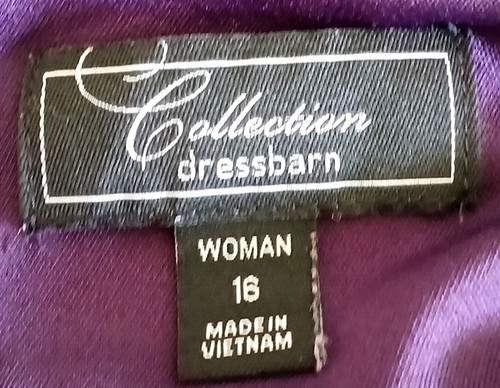 Collection
dressbarn
WOMAN
16
MADE IN
VIETNAM